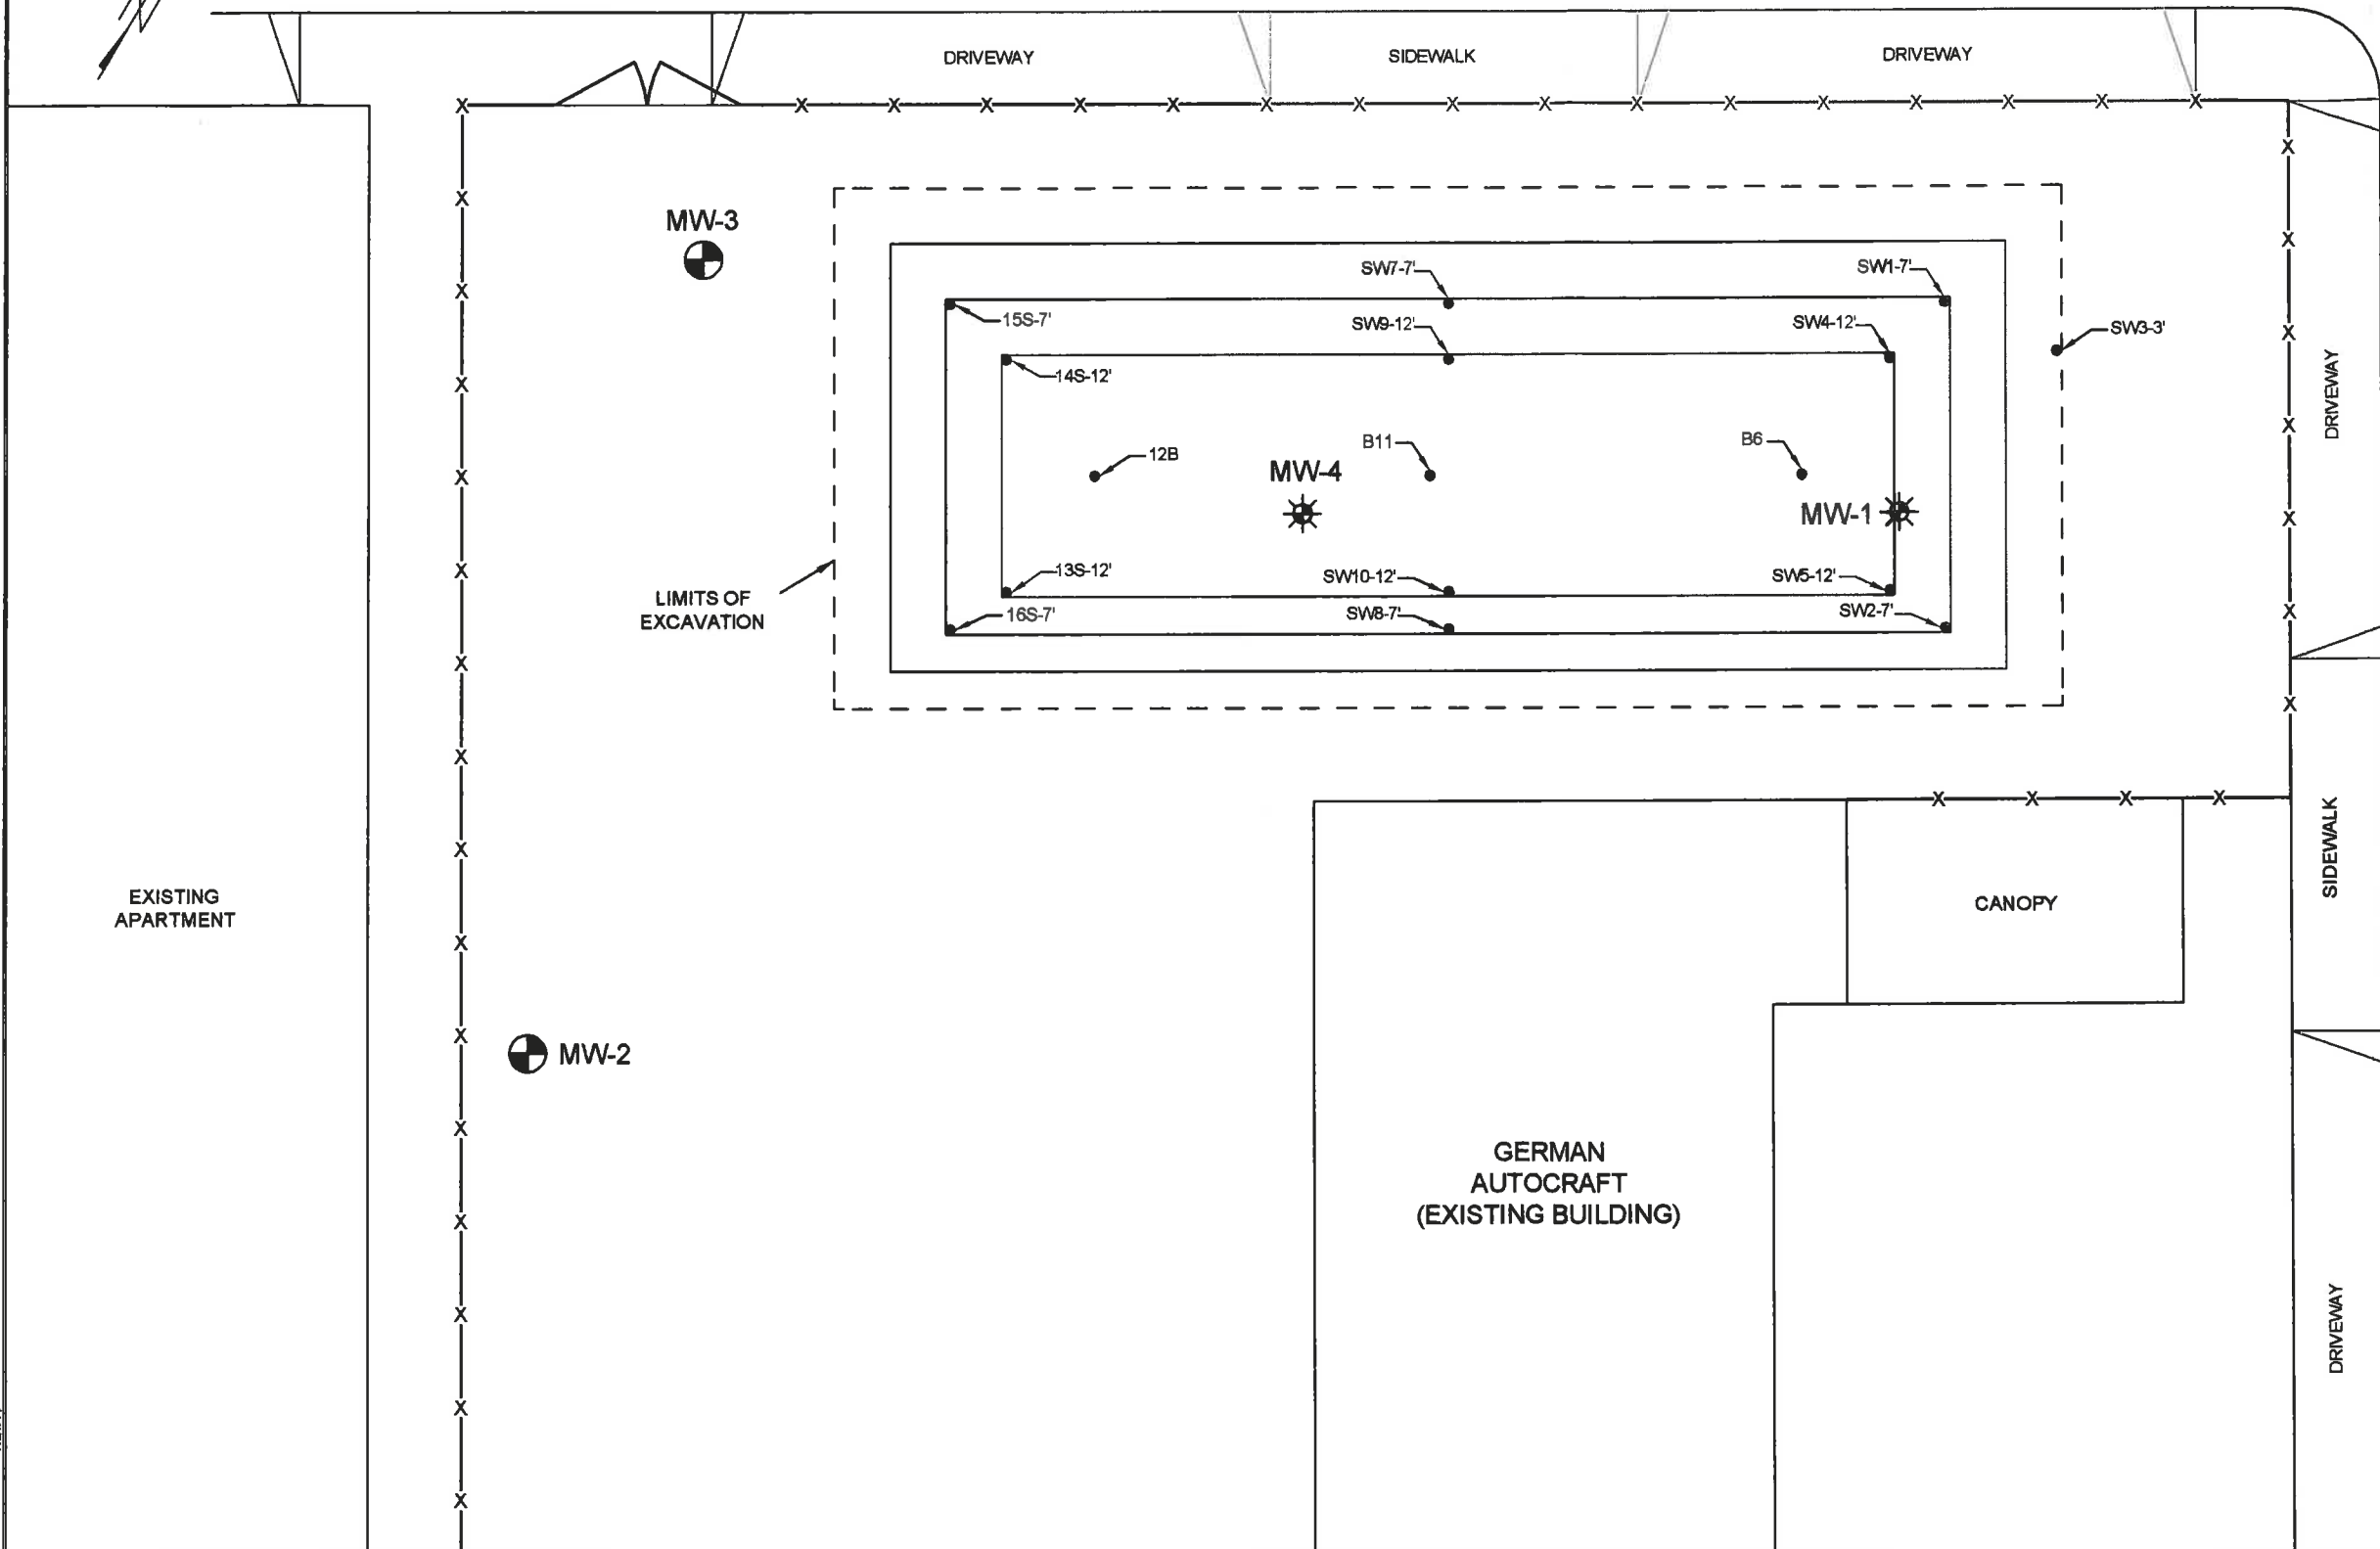 DRIVEWAY
SIDEWALK
DRIVEWAY
MW-3
SW7-7'
SW1-7'
15S-7'
SW9-12'
SW4-12'
SW3-3'
14S-12'
DRIVEWAY
12B
B11
B6
MW-4
MW-1
13S-12'
SW10-12'
SW5-12'
LIMITS OF
EXCAVATION
16S-7'
SW8-7'
SW2-7'
SIDEWALK
EXISTING
APARTMENT
CANOPY
MW-2
GERMAN
AUTOCRAFT
(EXISTING BUILDING)
DRIVEWAY